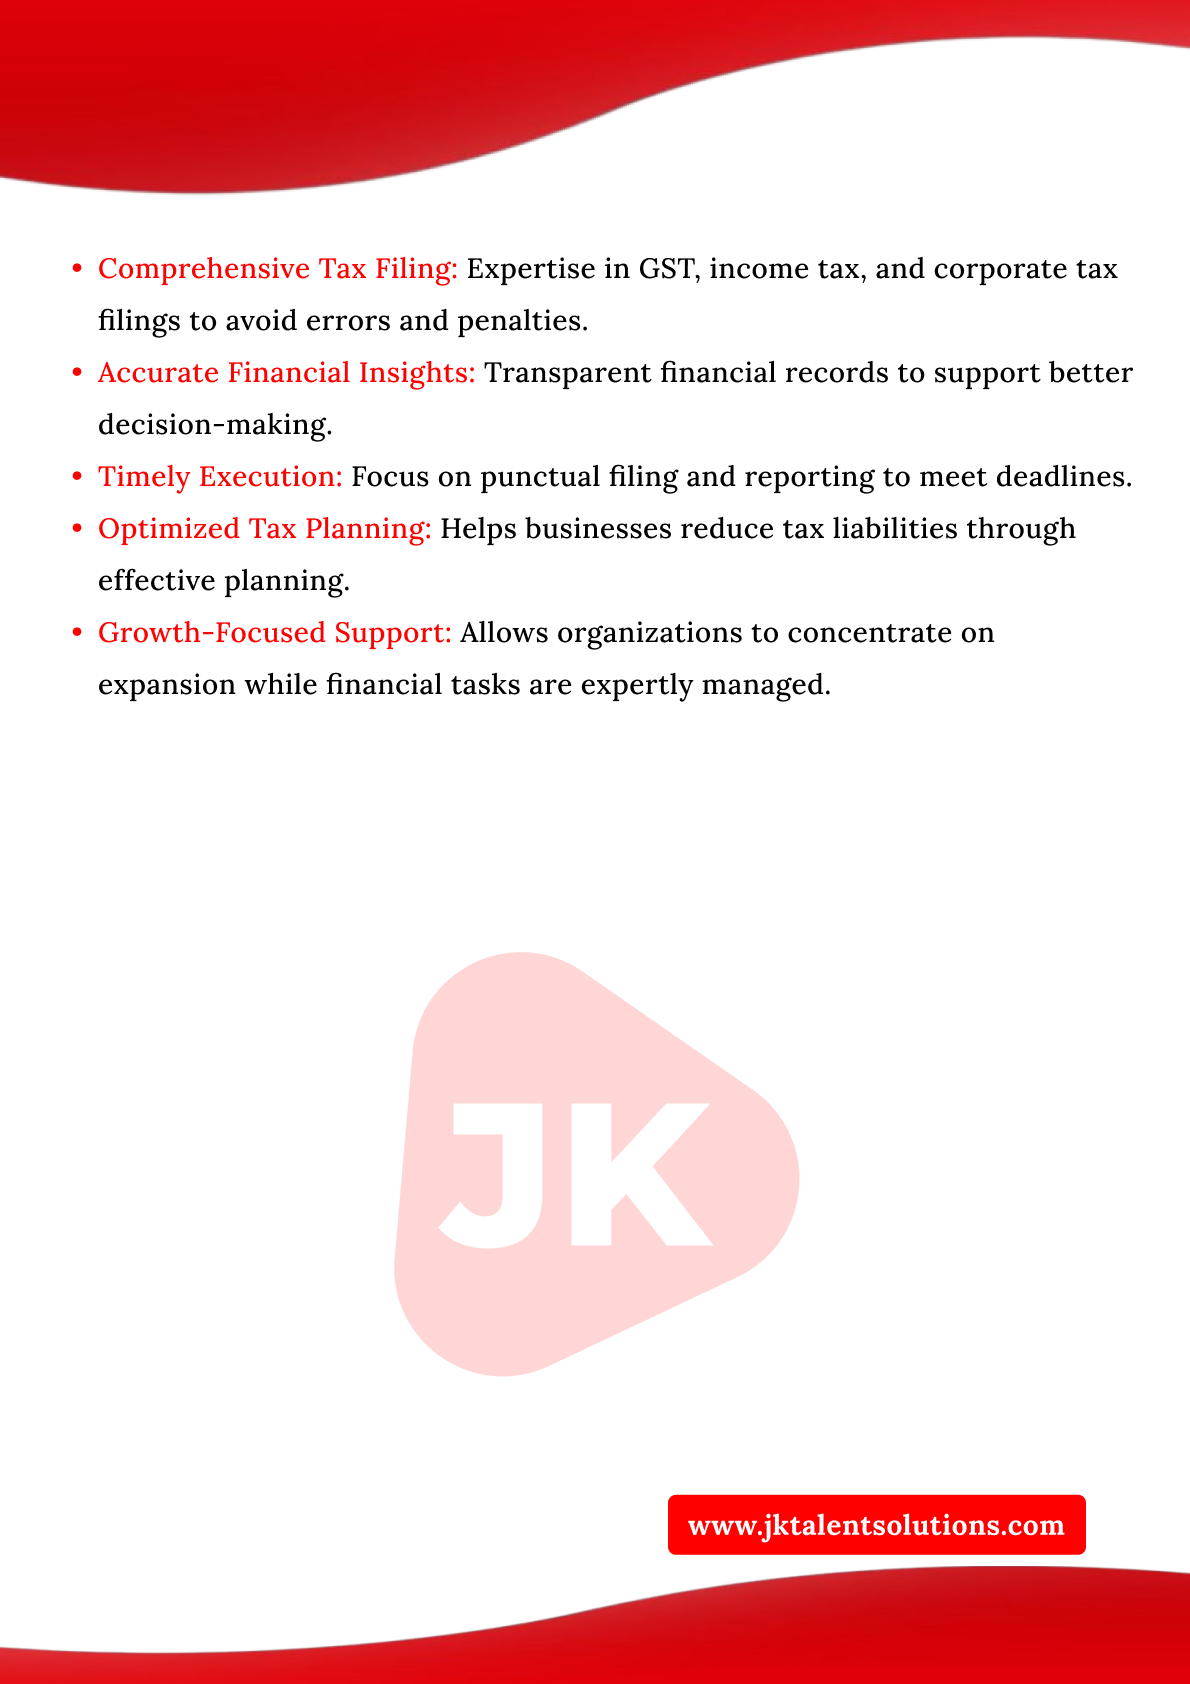 • Comprehensive Tax Filing: Expertise in GST, income tax, and corporate tax
filings to avoid errors and penalties.
• Accurate Financial Insights: Transparent financial records to support better
decision-making.
• Timely Execution: Focus on punctual filing and reporting to meet deadlines.
• Optimized Tax Planning: Helps businesses reduce tax liabilities through
effective planning.
• Growth-Focused Support: Allows organizations to concentrate on
expansion while financial tasks are expertly managed.
JK
www.jktalentsolutions.com